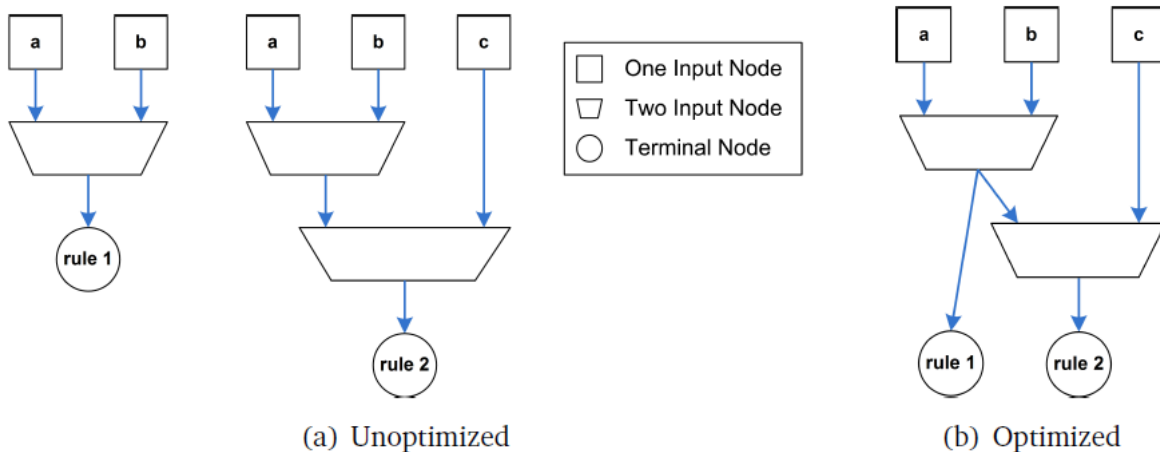 a b a b c
One Input Node
Two Input Node
Terminal Node
a b c
rule 1
rule 2
rule 1 rule 2
(a) Unoptimized
(b) Optimized